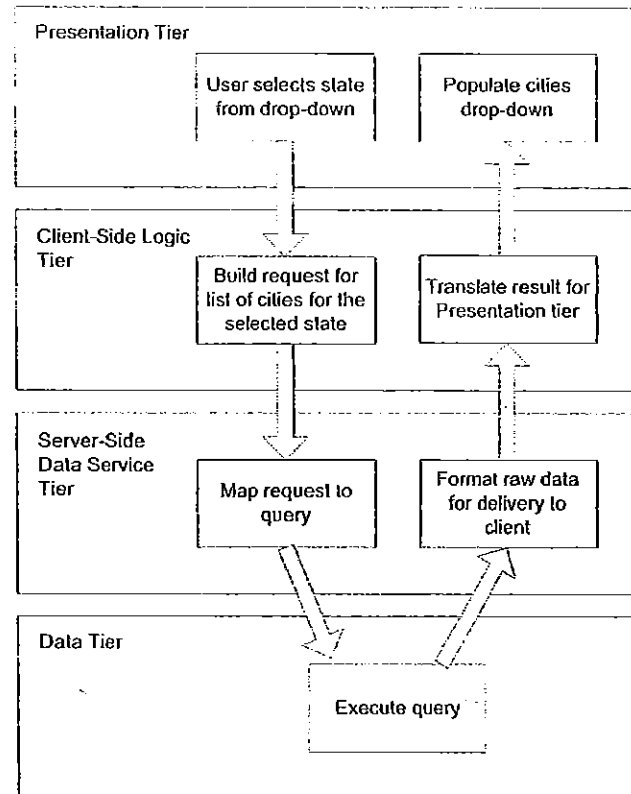 Presentation Tier
User selects state
from drop-down
Populate cities
drop-down
Client-Side Logic
Tier
Build request for
list of cities for the
selected state
Translate result for
Presentation tier
Server-Side
Data Service
Tier
Map request to
query
Format raw data
for delivery to
client
Data Tier
Execute query